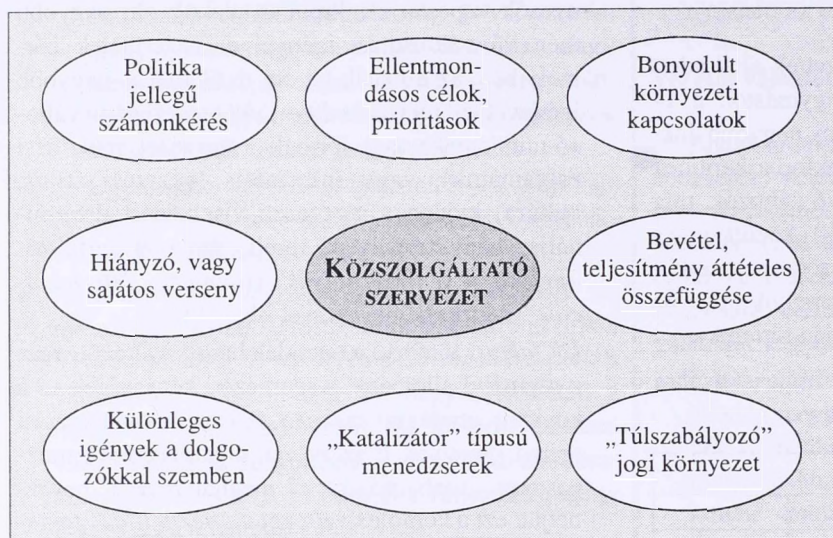 Politika
jellegű
számonkérés
Ellentmon-
dásos célok,
prioritások
Bonyolult
környezeti
kapcsolatok
Hiányzó, vagy
sajátos verseny
KÖZSZOLGÁLTATÓ
SZERVEZET
Bevétel,
teljesítmény áttételes
összefüggése
Különleges
igények a dolgo-
zókkal szemben
„Katalizátor” típusú
menedzserek
„Túlszabályozó”
jogi környezet